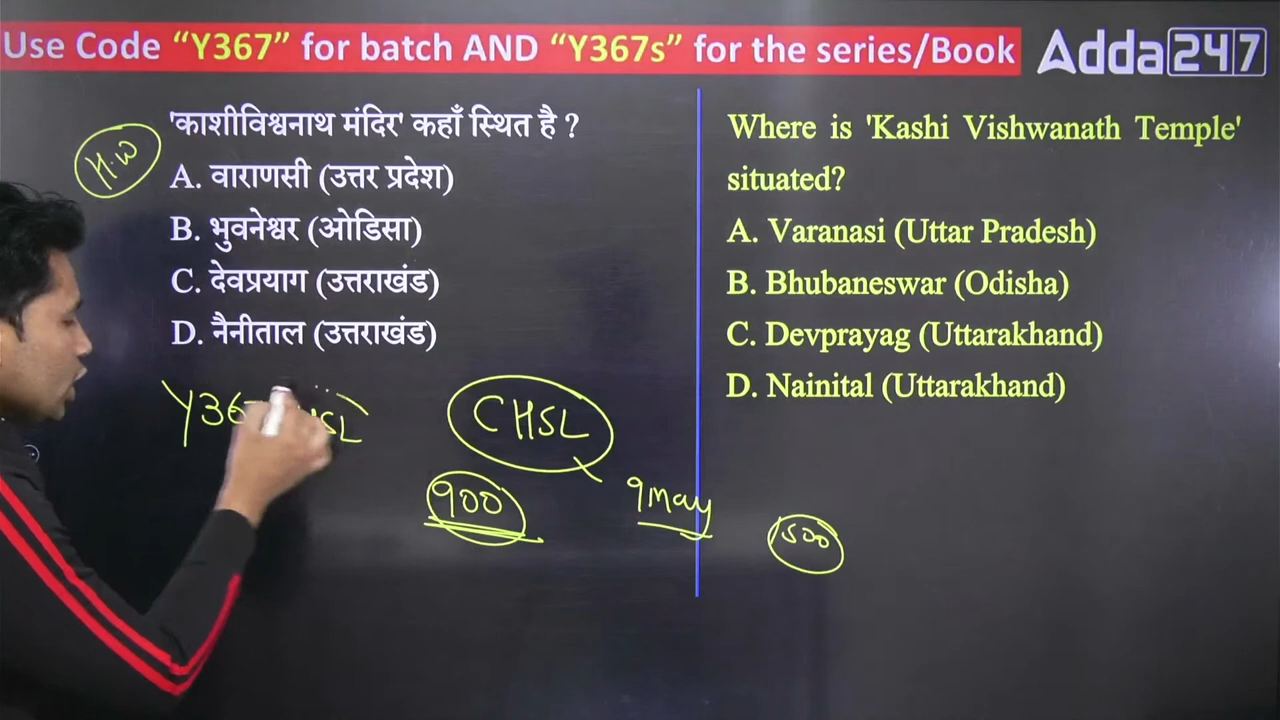 Use Code “Y367” for batch AND “Y367s” for the series/Book
Adda247
'काशीविश्वनाथ मंदिर' कहाँ स्थित है ?
H.W
A. वाराणसी (उत्तर प्रदेश)
B. भुवनेश्वर (ओडिसा)
C. देवप्रयाग (उत्तराखंड)
D. नैनीताल (उत्तराखंड)
Where is 'Kashi Vishwanath Temple'
situated?
A. Varanasi (Uttar Pradesh)
B. Bhubaneswar (Odisha)
C. Devprayag (Uttarakhand)
D. Nainital (Uttarakhand)
CHSL
900
9 May
1500